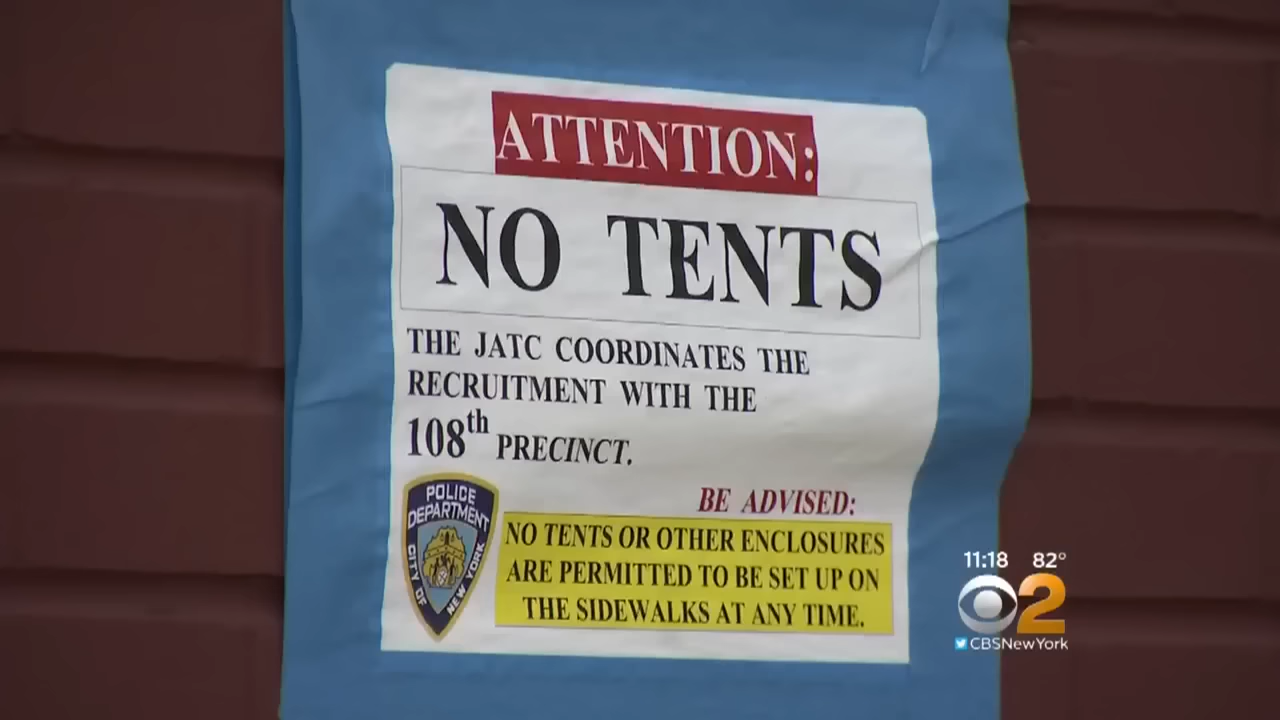 ATTENTION:
NO TENTS
THE JATC COORDINATES THE
RECRUITMENT WITH THE
108th PRECINCT.
BE ADVISED:
NO TENTS OR OTHER ENCLOSURES
ARE PERMITTED TO BE SET UP ON
THE SIDEWALKS AT ANY TIME.
POLICE
DEPARTMENT
CITY OF
NEW YORK
11:18 82°
2
CBSNewYork